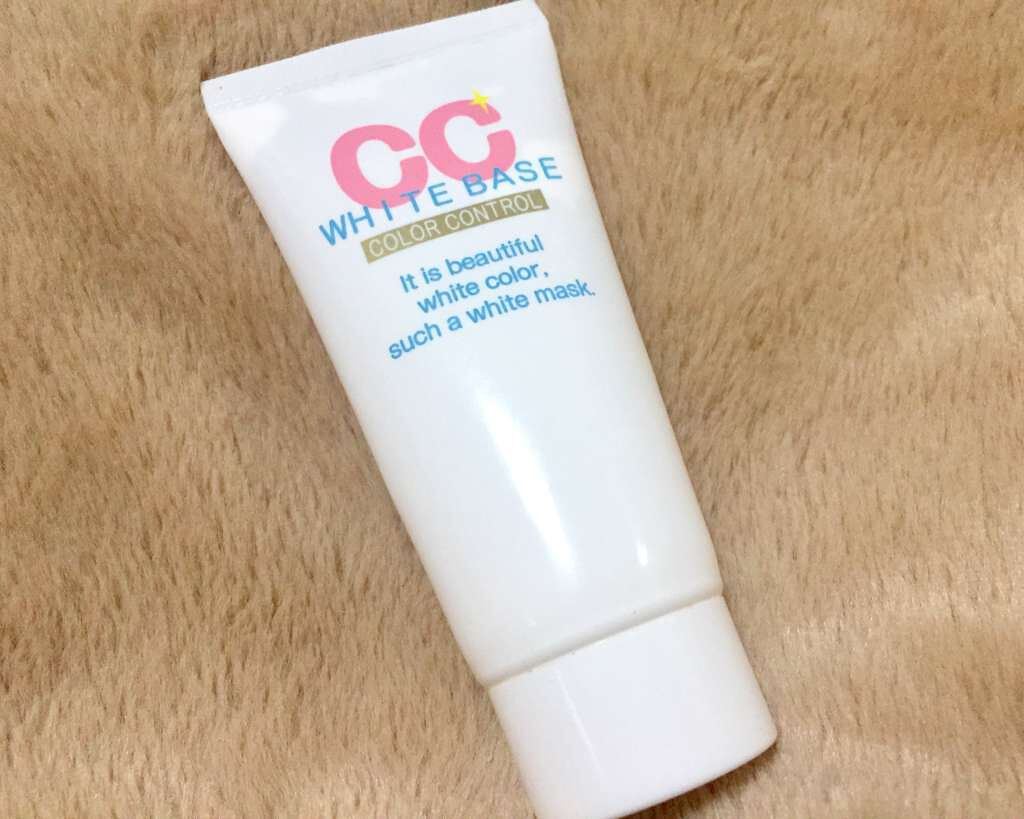 CC
WHITE BASE
COLOR CONTROL
It is beautiful
white color,
such a white mask.